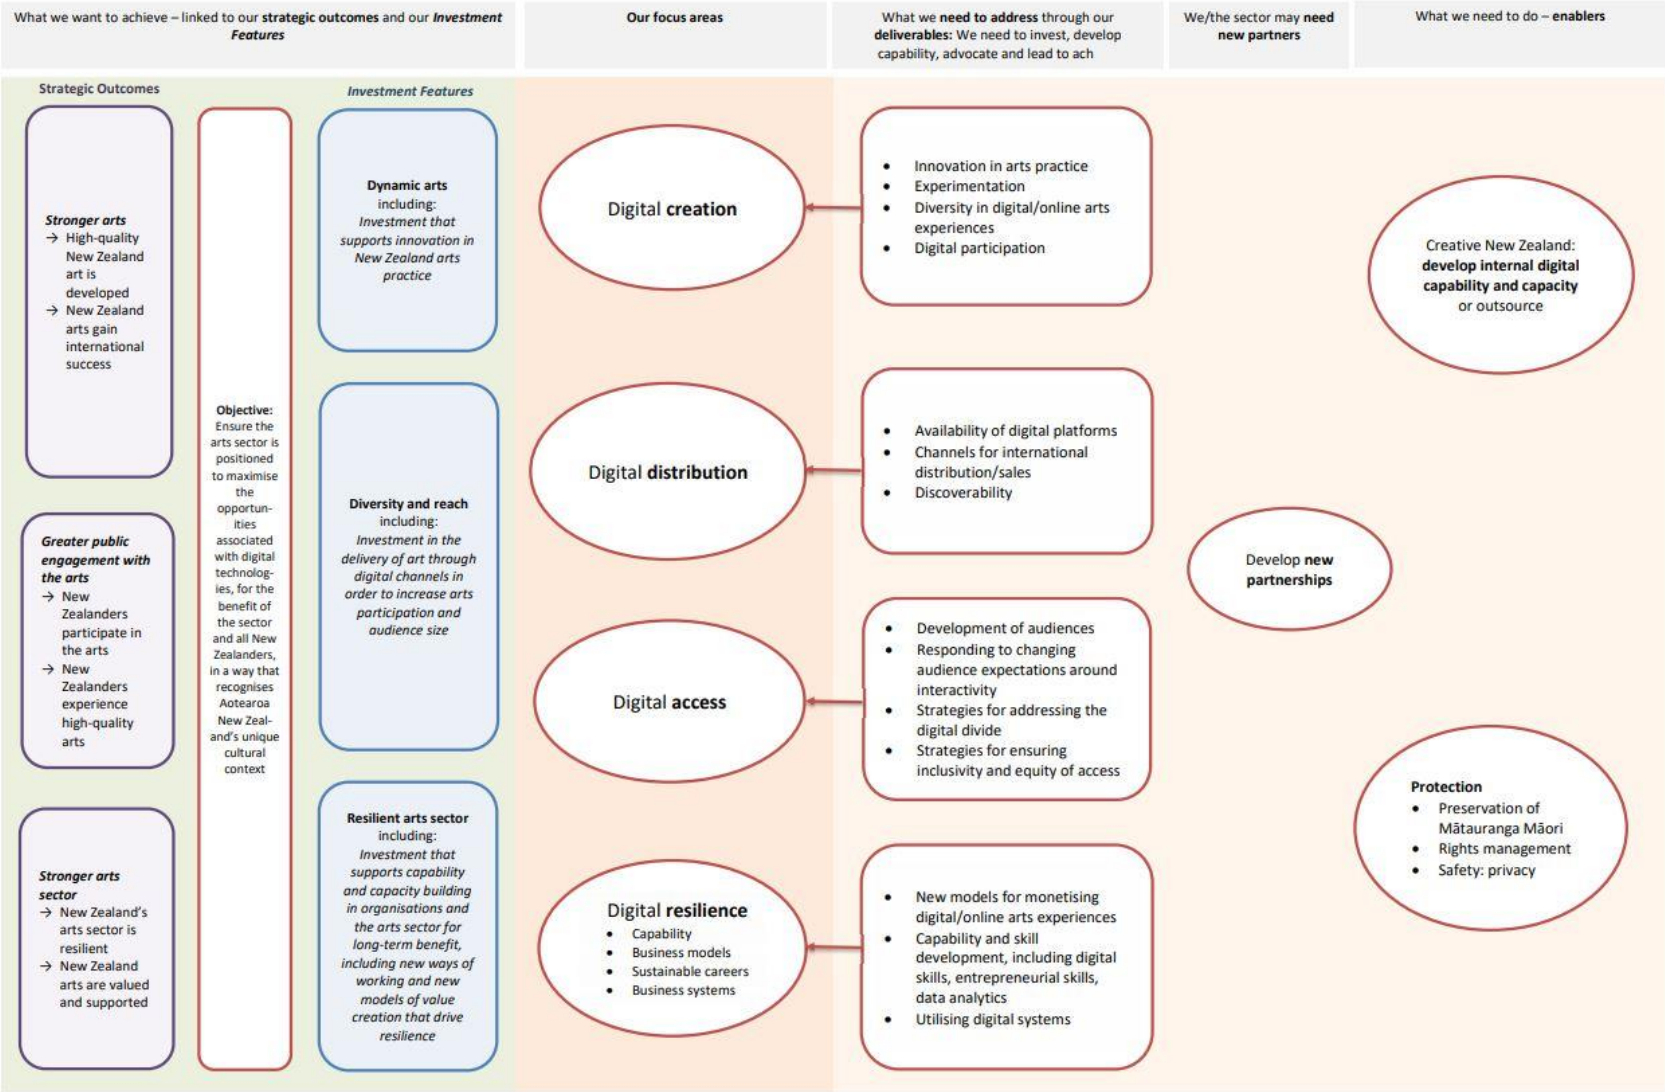 What we want to achieve – linked to our strategic outcomes and our Investment
Features
Our focus areas
What we need to address through our
deliverables: We need to invest, develop
capability, advocate and lead to ach
We/the sector may need
new partners
What we need to do – enablers
Strategic Outcomes
Stronger arts
→ High-quality
New Zealand
art is
developed
→ New Zealand
arts gain
international
success
Greater public
engagement with
the arts
→ New
Zealanders
participate in
the arts
→ New
Zealanders
experience
high-quality
arts
Stronger arts
sector
→ New Zealand's
arts sector is
resilient
→ New Zealand
arts are valued
and supported
Objective:
Ensure the
arts sector is
positioned
to maximise
the
opportun-
ities
associated
with digital
technolog-
ies, for the
benefit of
the sector
and all New
Zealanders,
in a way that
recognises
Aotearoa
New Zeal-
and's unique
cultural
context
Investment Features
Dynamic arts
including:
Investment that
supports innovation in
New Zealand arts
practice
Diversity and reach
including:
Investment in the
delivery of art through
digital channels in
order to increase arts
participation and
audience size
Resilient arts sector
including:
Investment that
supports capability
and capacity building
in organisations and
the arts sector for
long-term benefit,
including new ways of
working and new
models of value
creation that drive
resilience
Digital creation
Digital distribution
Digital access
Digital resilience
• Capability
• Business models
• Sustainable careers
• Business systems
• Innovation in arts practice
• Experimentation
• Diversity in digital/online arts
experiences
• Digital participation
• Availability of digital platforms
• Channels for international
distribution/sales
• Discoverability
• Development of audiences
• Responding to changing
audience expectations around
interactivity
• Strategies for addressing the
digital divide
• Strategies for ensuring
inclusivity and equity of access
• New models for monetising
digital/online arts experiences
• Capability and skill
development, including digital
skills, entrepreneurial skills,
data analytics
• Utilising digital systems
Develop new
partnerships
Creative New Zealand:
develop internal digital
capability and capacity
or outsource
Protection
• Preservation of
Mātauranga Māori
• Rights management
• Safety: privacy